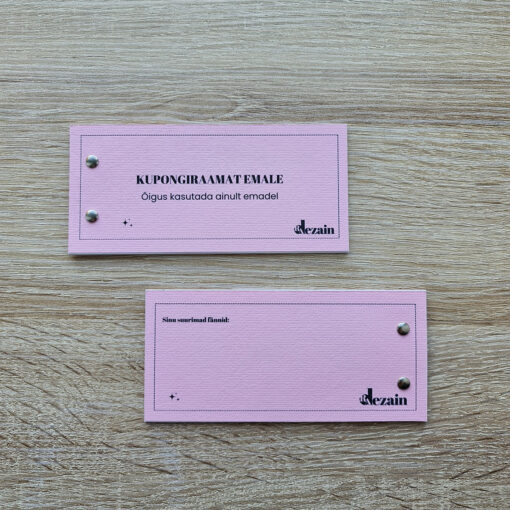 KUPONGIRAAMAT EMALE
Õigus kasutada ainult emadel
dezain
Sinu suurimad fännid:
dezain